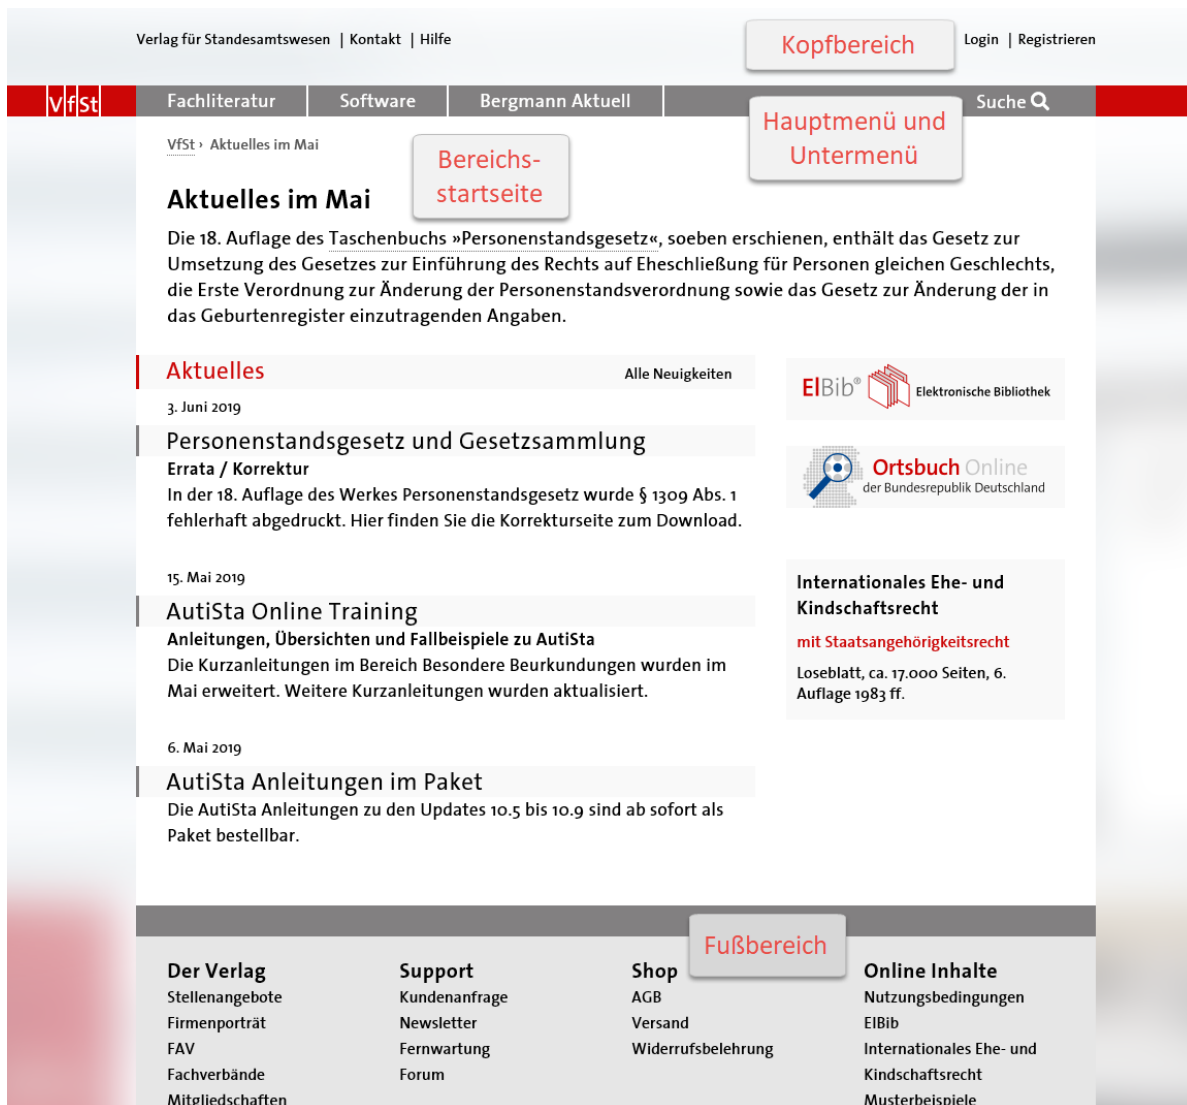 Verlag für Standesamtswesen | Kontakt | Hilfe
Kopfbereich
Login | Registrieren
VfSt
Fachliteratur
Software
Bergmann Aktuell
Suche
Hauptmenü und
Untermenü
VfSt › Aktuelles im Mai
Bereichs-
startseite
Aktuelles im Mai
Die 18. Auflage des Taschenbuchs »Personenstandsgesetz«, soeben erschienen, enthält das Gesetz zur
Umsetzung des Gesetzes zur Einführung des Rechts auf Eheschließung für Personen gleichen Geschlechts,
die Erste Verordnung zur Änderung der Personenstandsverordnung sowie das Gesetz zur Änderung der in
das Geburtenregister einzutragenden Angaben.
Aktuelles
Alle Neuigkeiten
3. Juni 2019
Personenstandsgesetz und Gesetzsammlung
Errata / Korrektur
In der 18. Auflage des Werkes Personenstandsgesetz wurde § 1309 Abs. 1
fehlerhaft abgedruckt. Hier finden Sie die Korrekturseite zum Download.
15. Mai 2019
AutiSta Online Training
Anleitungen, Übersichten und Fallbeispiele zu AutiSta
Die Kurzanleitungen im Bereich Besondere Beurkundungen wurden im
Mai erweitert. Weitere Kurzanleitungen wurden aktualisiert.
6. Mai 2019
AutiSta Anleitungen im Paket
Die AutiSta Anleitungen zu den Updates 10.5 bis 10.9 sind ab sofort als
Paket bestellbar.
ElBib® Elektronische Bibliothek
Ortsbuch Online
der Bundesrepublik Deutschland
Internationales Ehe- und
Kindschaftsrecht
mit Staatsangehörigkeitsrecht
Loseblatt, ca. 17.000 Seiten, 6.
Auflage 1983 ff.
Fußbereich
Der Verlag
Stellenangebote
Firmenporträt
FAV
Fachverbände
Mitgliedschaften
Support
Kundenanfrage
Newsletter
Fernwartung
Forum
Shop
AGB
Versand
Widerrufsbelehrung
Online Inhalte
Nutzungsbedingungen
ElBib
Internationales Ehe- und
Kindschaftsrecht
Musterbeispiele